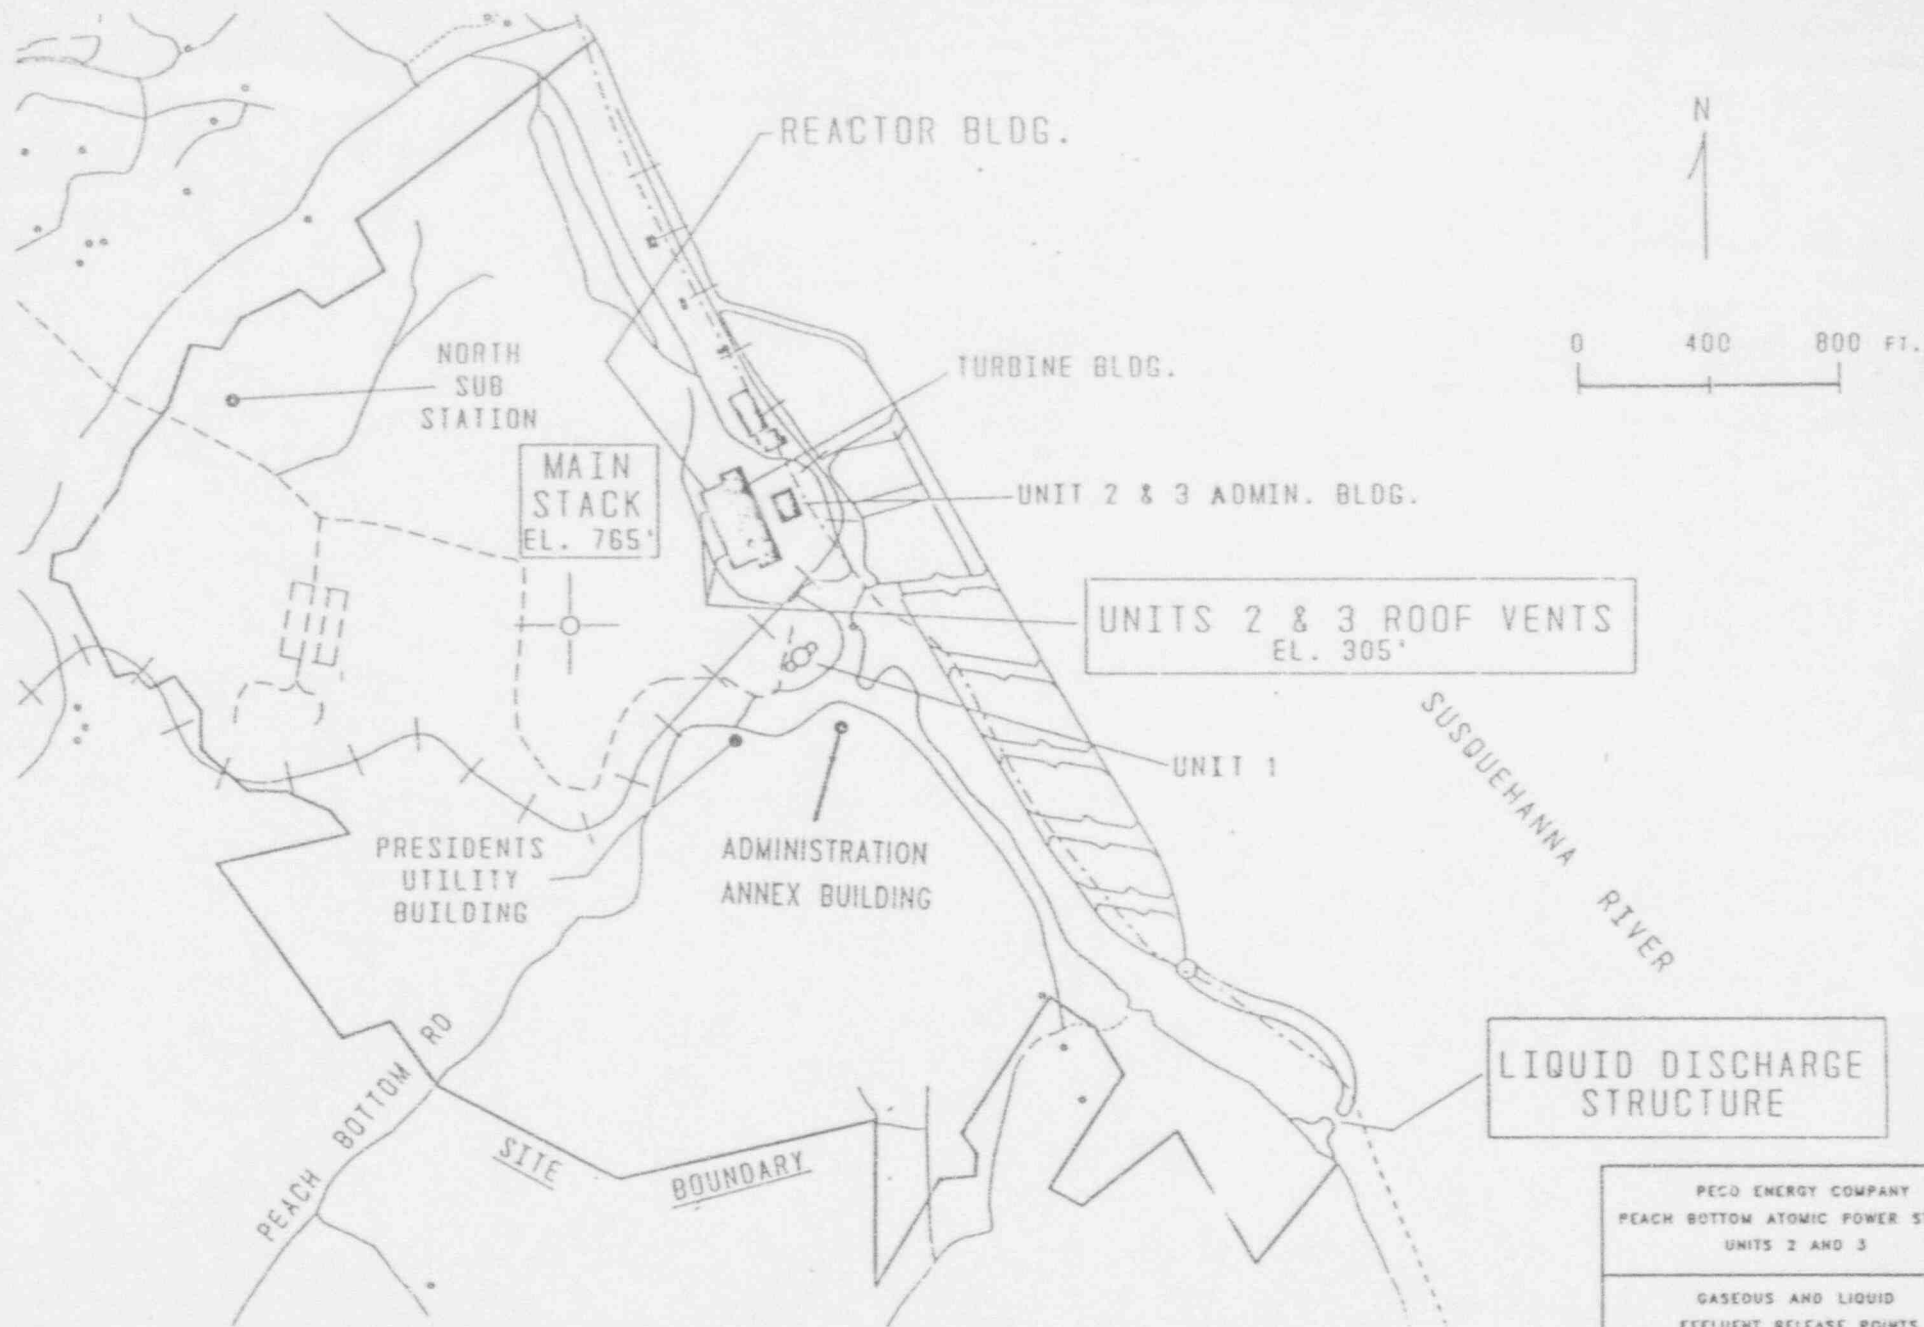 REACTOR BLDG.
N
0 400 800 FT.
NORTH
SUB
STATION
TURBINE BLDG.
MAIN
STACK
EL. 765'
UNIT 2 & 3 ADMIN. BLDG.
UNITS 2 & 3 ROOF VENTS
EL. 305'
SUSQUEHANNA RIVER
UNIT 1
PRESIDENTS
UTILITY
BUILDING
ADMINISTRATION
ANNEX BUILDING
PEACH BOTTOM RD
LIQUID DISCHARGE
STRUCTURE
SITE BOUNDARY
PECO ENERGY COMPANY
PEACH BOTTOM ATOMIC POWER
UNITS 2 AND 3
GASEOUS AND LIQUID
EFFLUENT RELEASE POINTS